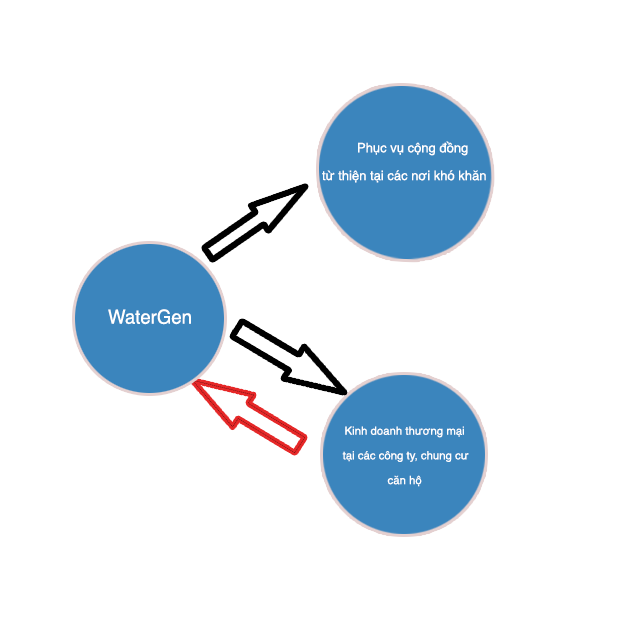 Phục vụ cộng đồng
từ thiện tại các nơi khó khăn
WaterGen
Kinh doanh thương mại
tại các công ty, chung cư
căn hộ